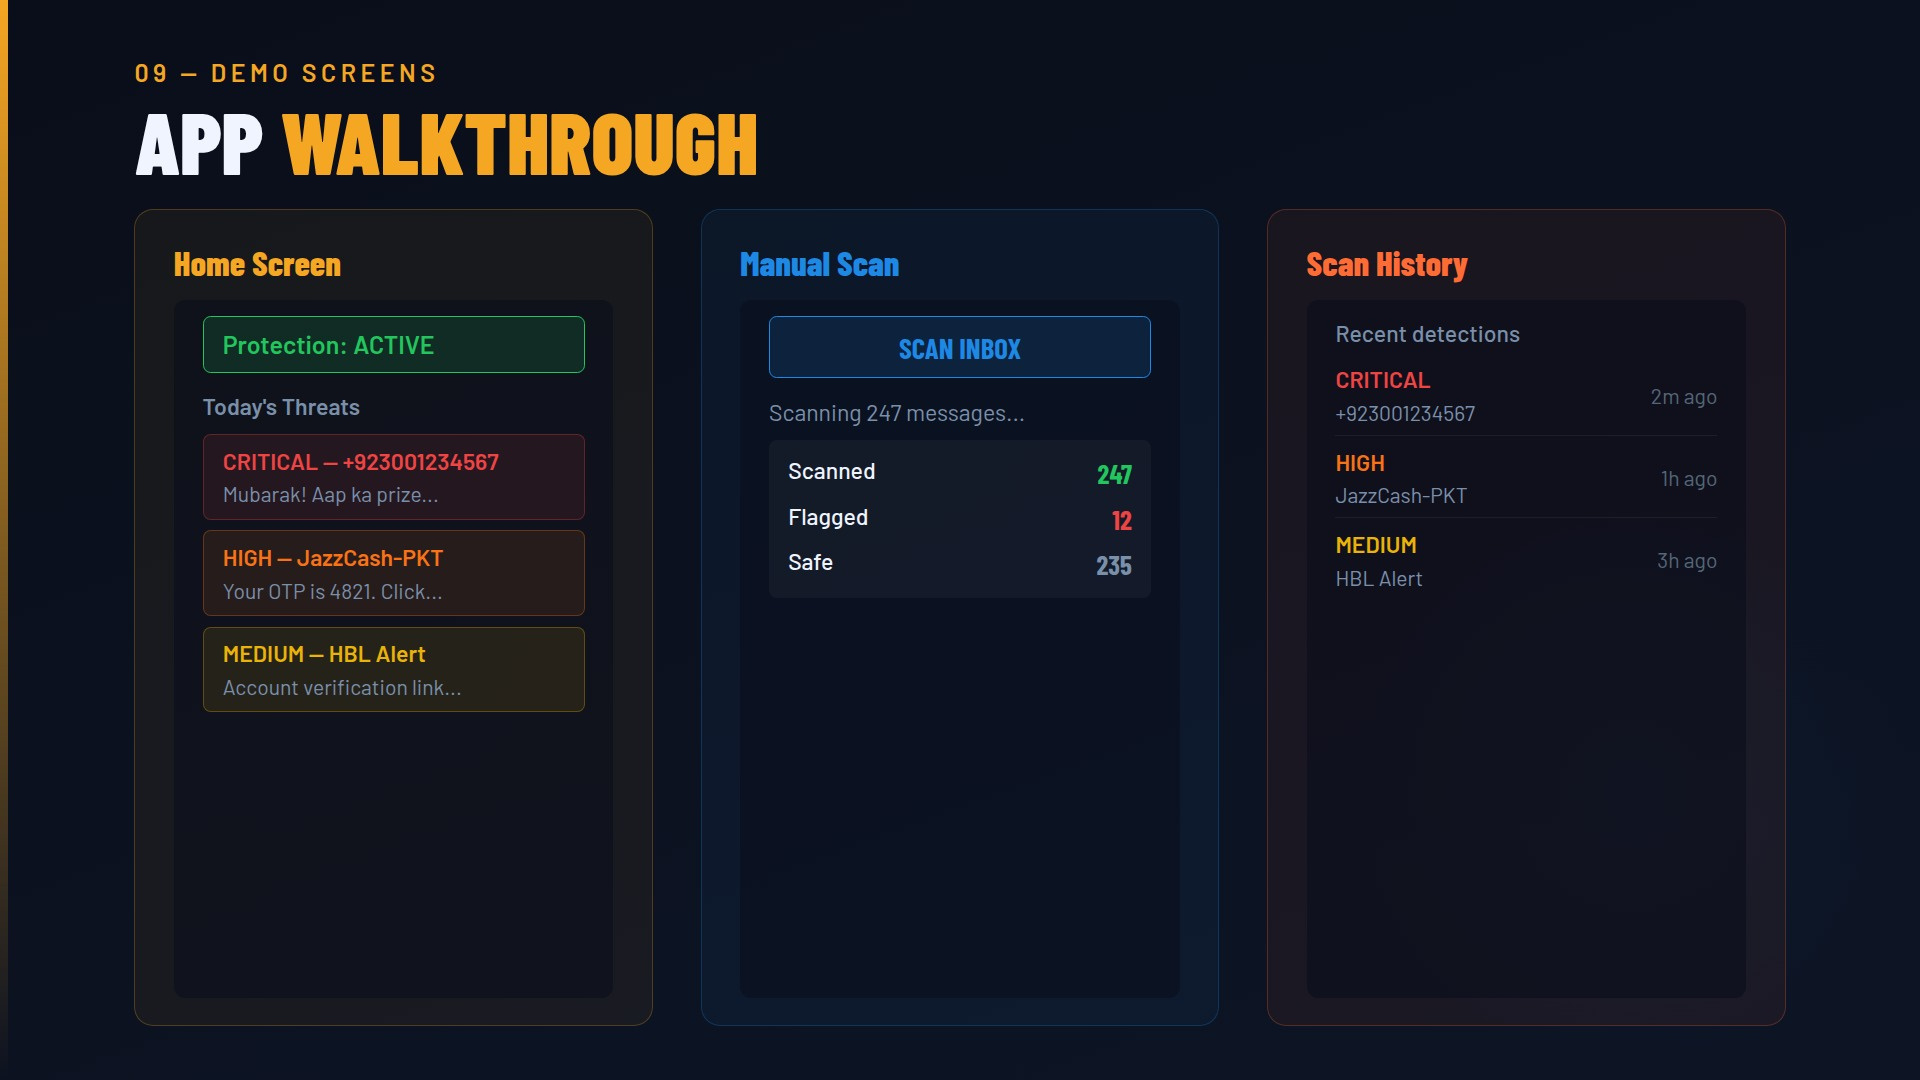 09 — DEMO SCREENS
APP WALKTHROUGH
Home Screen
Protection: ACTIVE
Today's Threats
CRITICAL — +923001234567
Mubarak! Aap ka prize...
HIGH — JazzCash-PKT
Your OTP is 4821. Click...
MEDIUM — HBL Alert
Account verification link...
Manual Scan
SCAN INBOX
Scanning 247 messages...
Scanned 247
Flagged 12
Safe 235
Scan History
Recent detections
CRITICAL
+923001234567
2m ago
HIGH
JazzCash-PKT
1h ago
MEDIUM
HBL Alert
3h ago